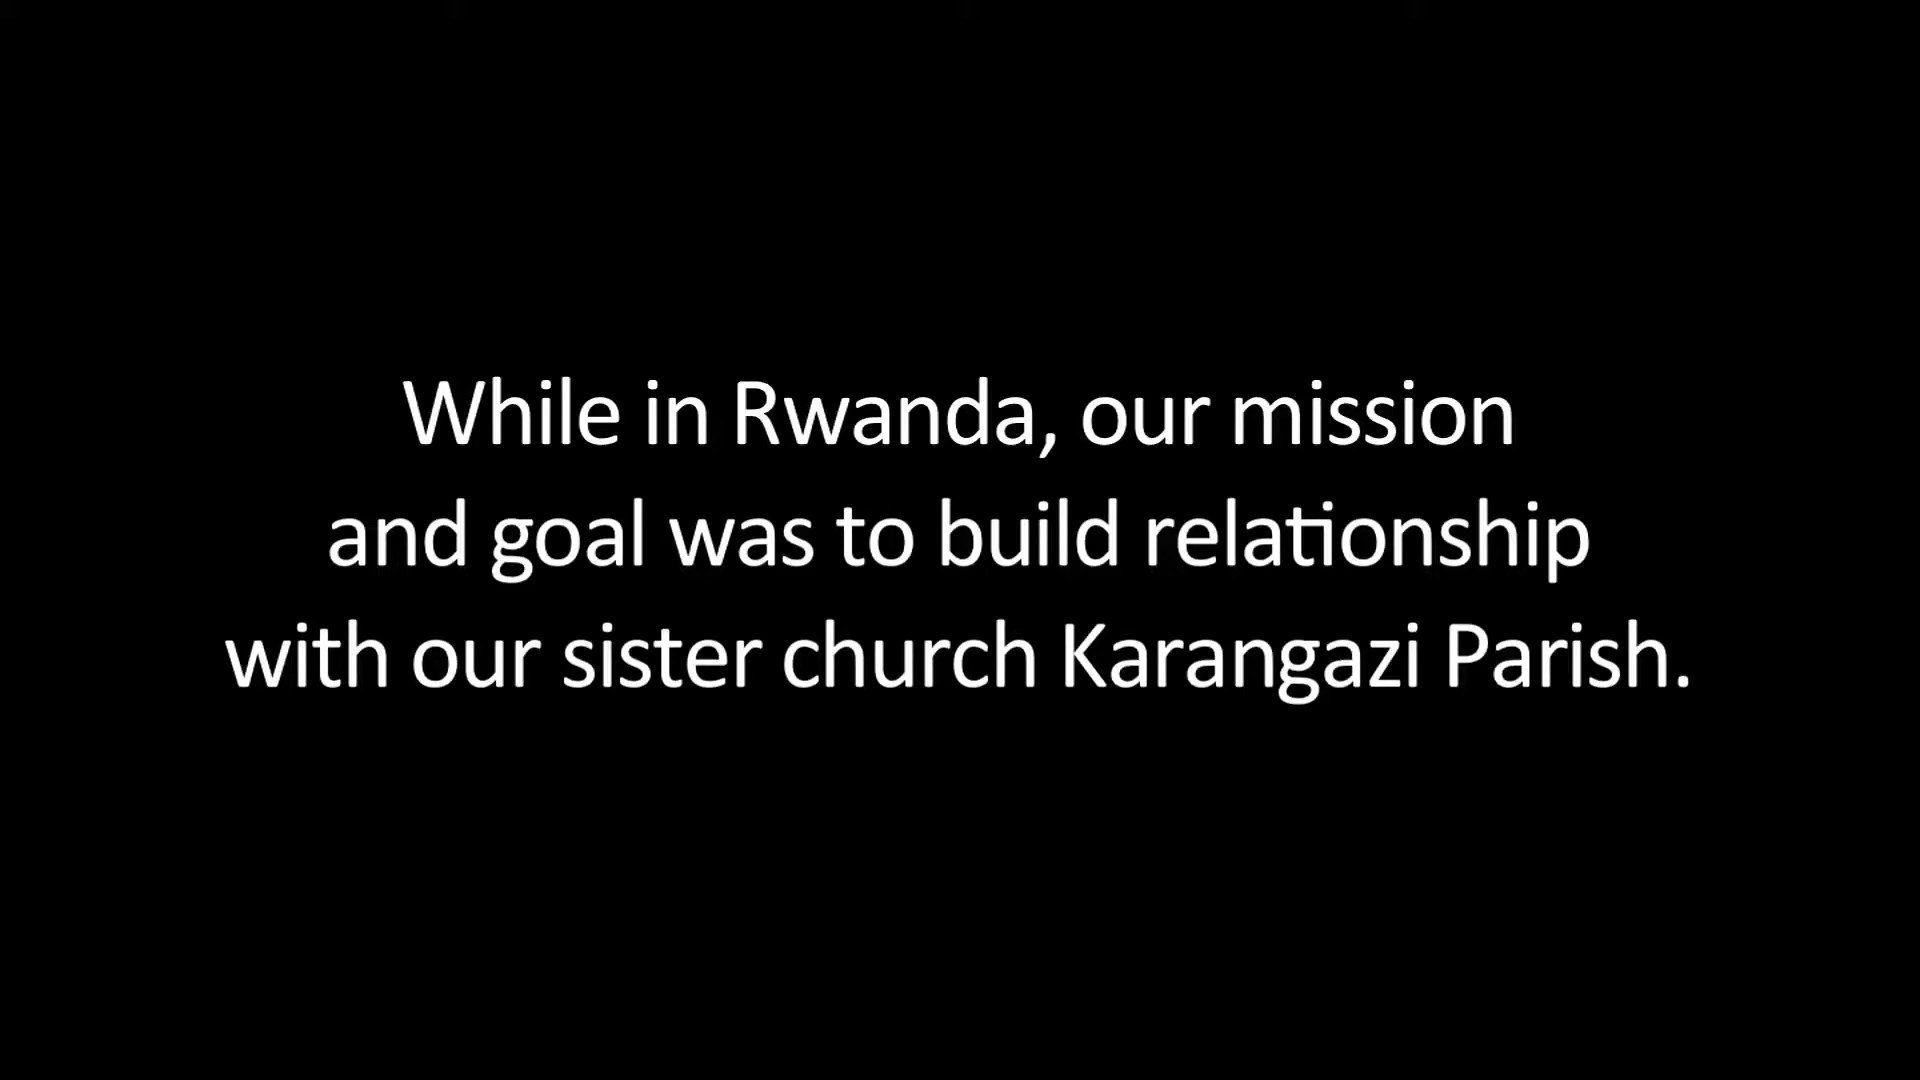 While in Rwanda, our mission
and goal was to build relationship
with our sister church Karangazi Parish.